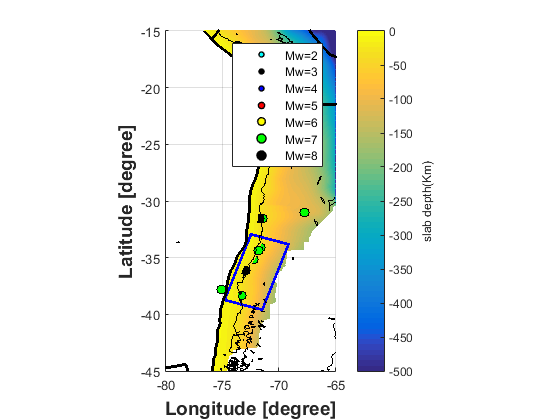 -15
-20
-25
-30
-35
-40
-45
-80
-75
-70
-65
Latitude [degree]
Longitude [degree]
Mw=2
Mw=3
Mw=4
Mw=5
Mw=6
Mw=7
Mw=8
0
-50
-100
-150
-200
-250
-300
-350
-400
-450
-500
slab depth(Km)